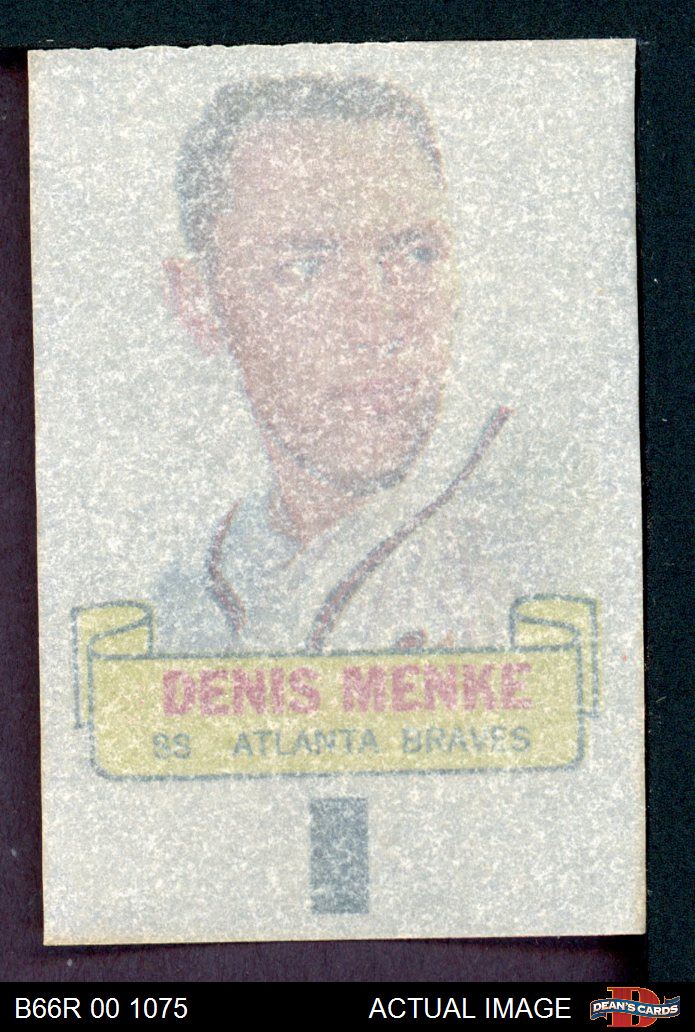 DENIS MENKE
SS ATLANTA BRAVES
B66R 00 1075 ACTUAL IMAGE
D
DEAN'S CARDS